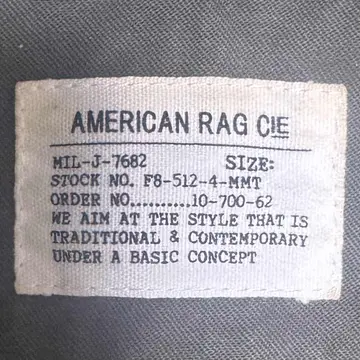 AMERICAN RAG CIE
MIL-J-7682 SIZE:
STOCK NO. F8-512-4-MMT
ORDER NO..........10-700-62
WE AIM AT THE STYLE THAT IS
TRADITIONAL & CONTEMPORARY
UNDER A BASIC CONCEPT